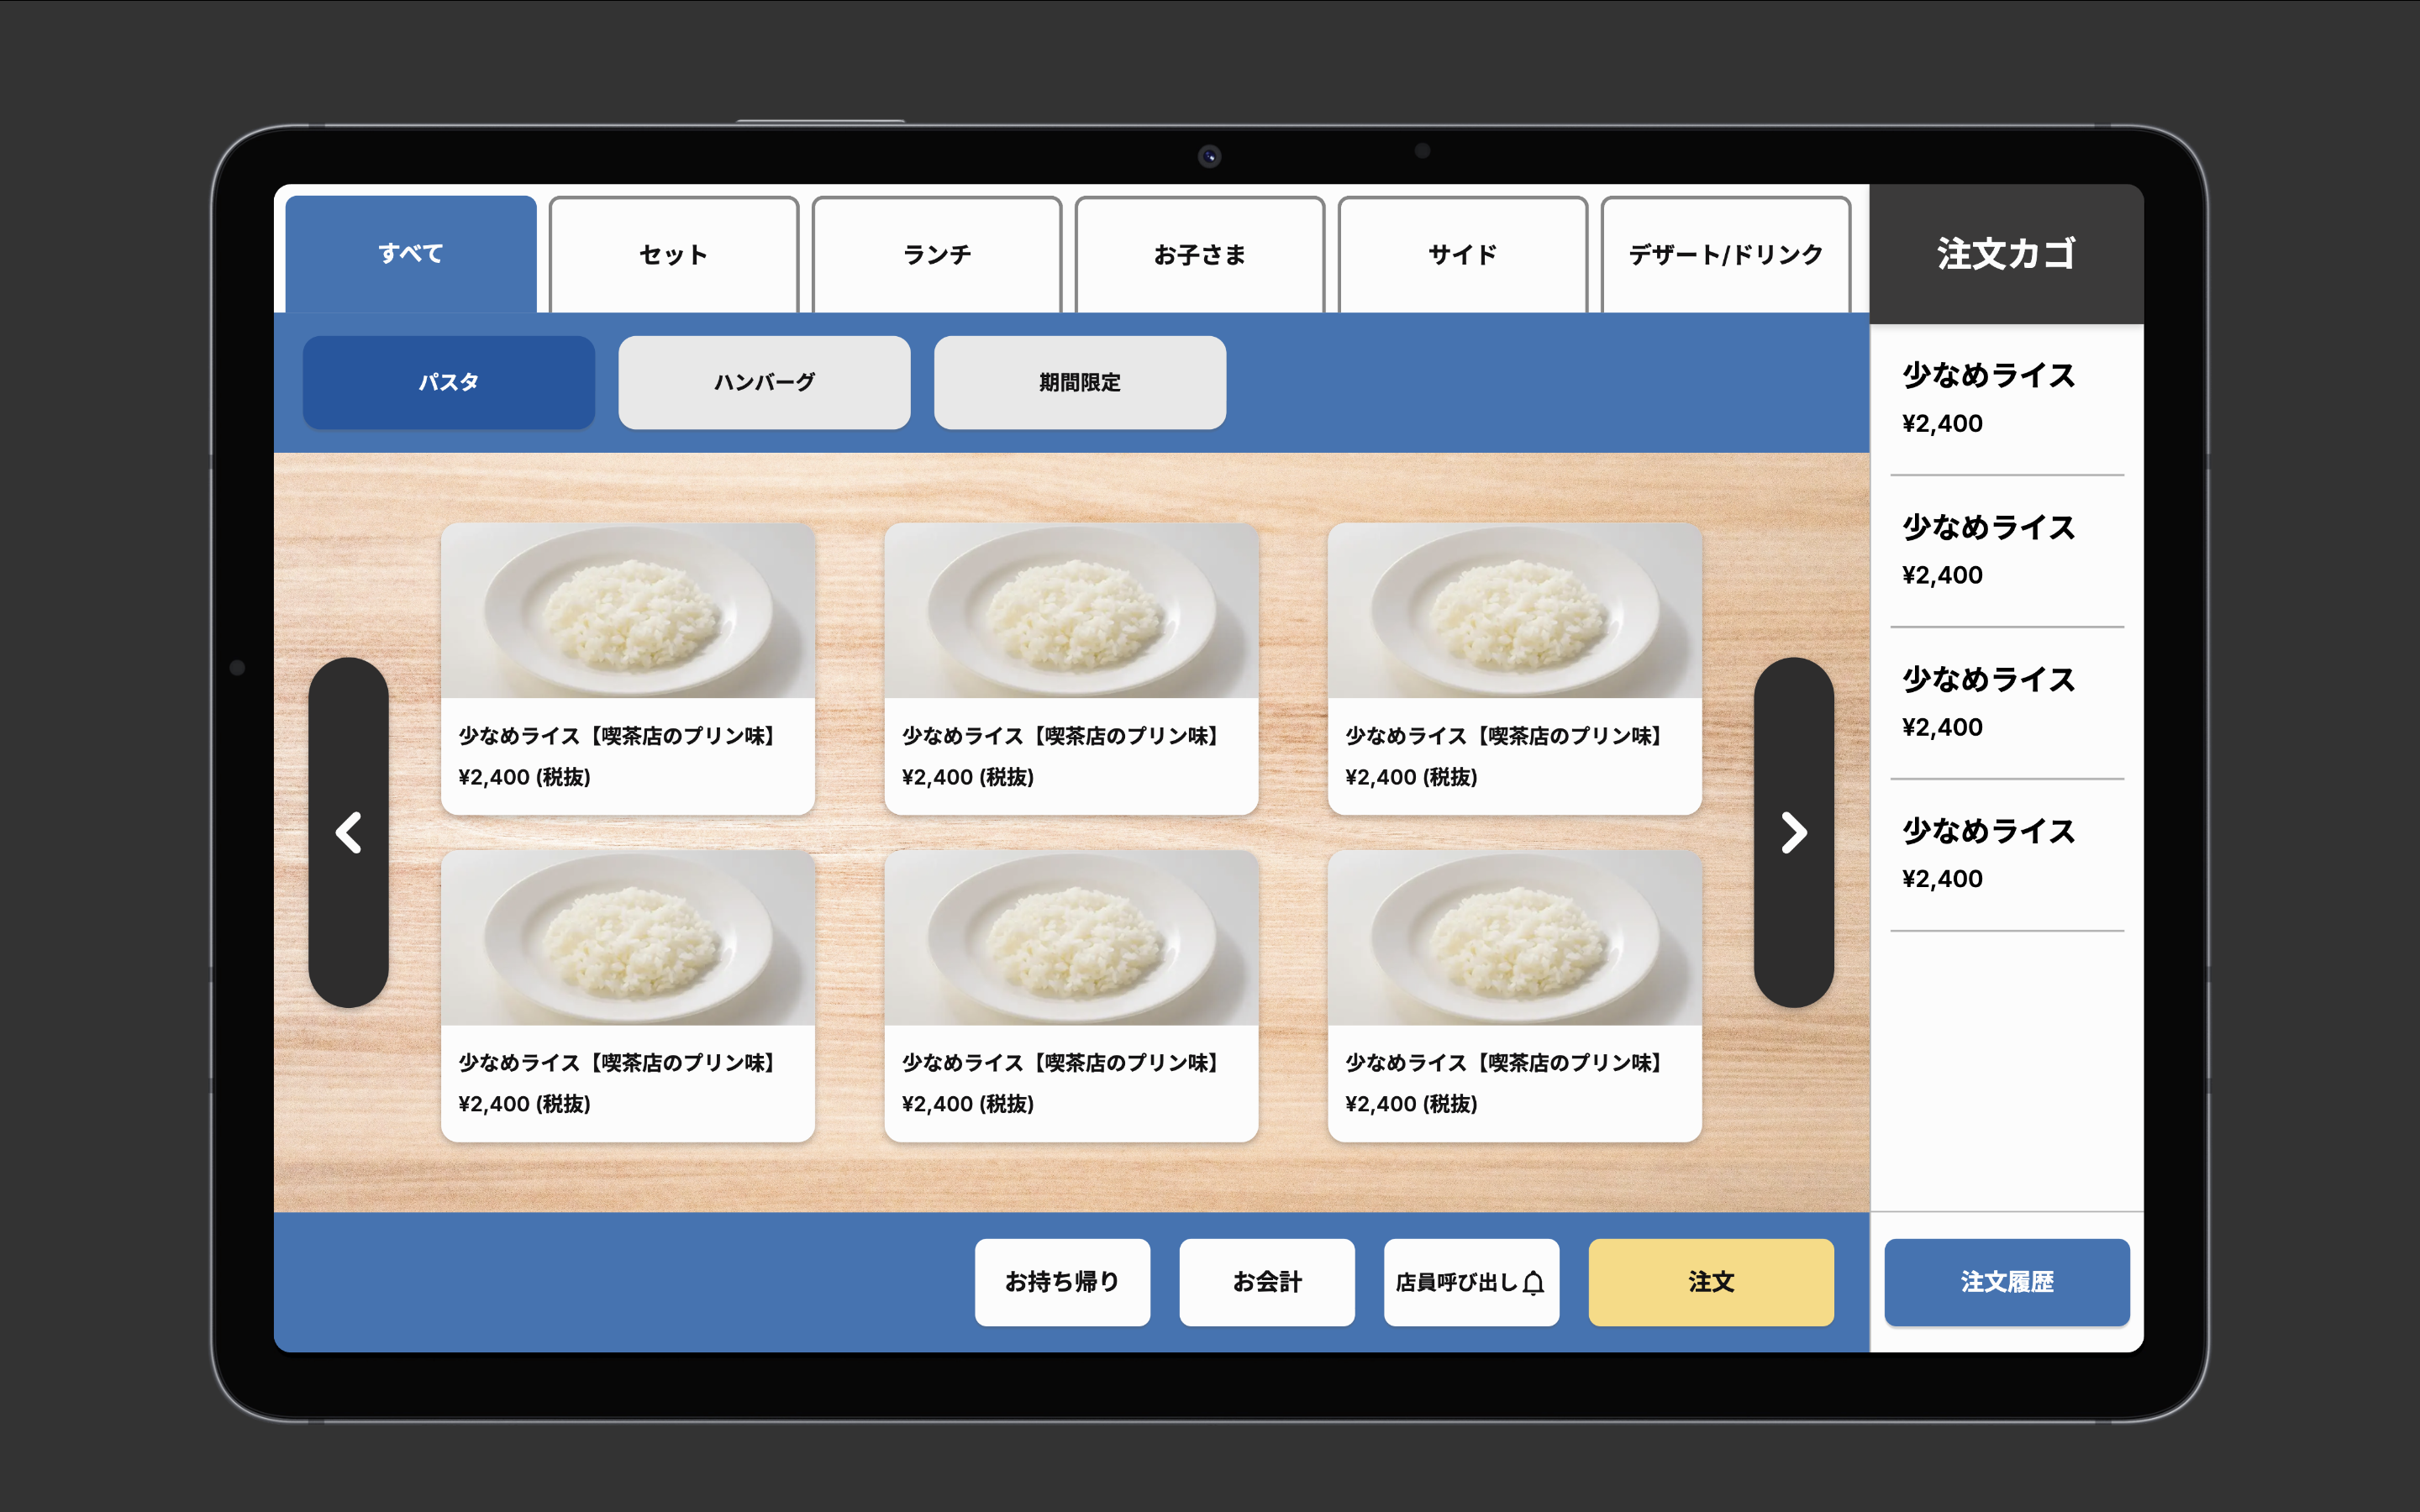 すべて
セット
ランチ
お子さま
サイド
デザート/ドリンク
注文カゴ
パスタ
ハンバーグ
期間限定
少なめライス【喫茶店のプリン味】
¥2,400 (税抜)
少なめライス【喫茶店のプリン味】
¥2,400 (税抜)
少なめライス【喫茶店のプリン味】
¥2,400 (税抜)
少なめライス【喫茶店のプリン味】
¥2,400 (税抜)
少なめライス【喫茶店のプリン味】
¥2,400 (税抜)
少なめライス【喫茶店のプリン味】
¥2,400 (税抜)
少なめライス
¥2,400
少なめライス
¥2,400
少なめライス
¥2,400
少なめライス
¥2,400
お持ち帰り
お会計
店員呼び出し
注文
注文履歴